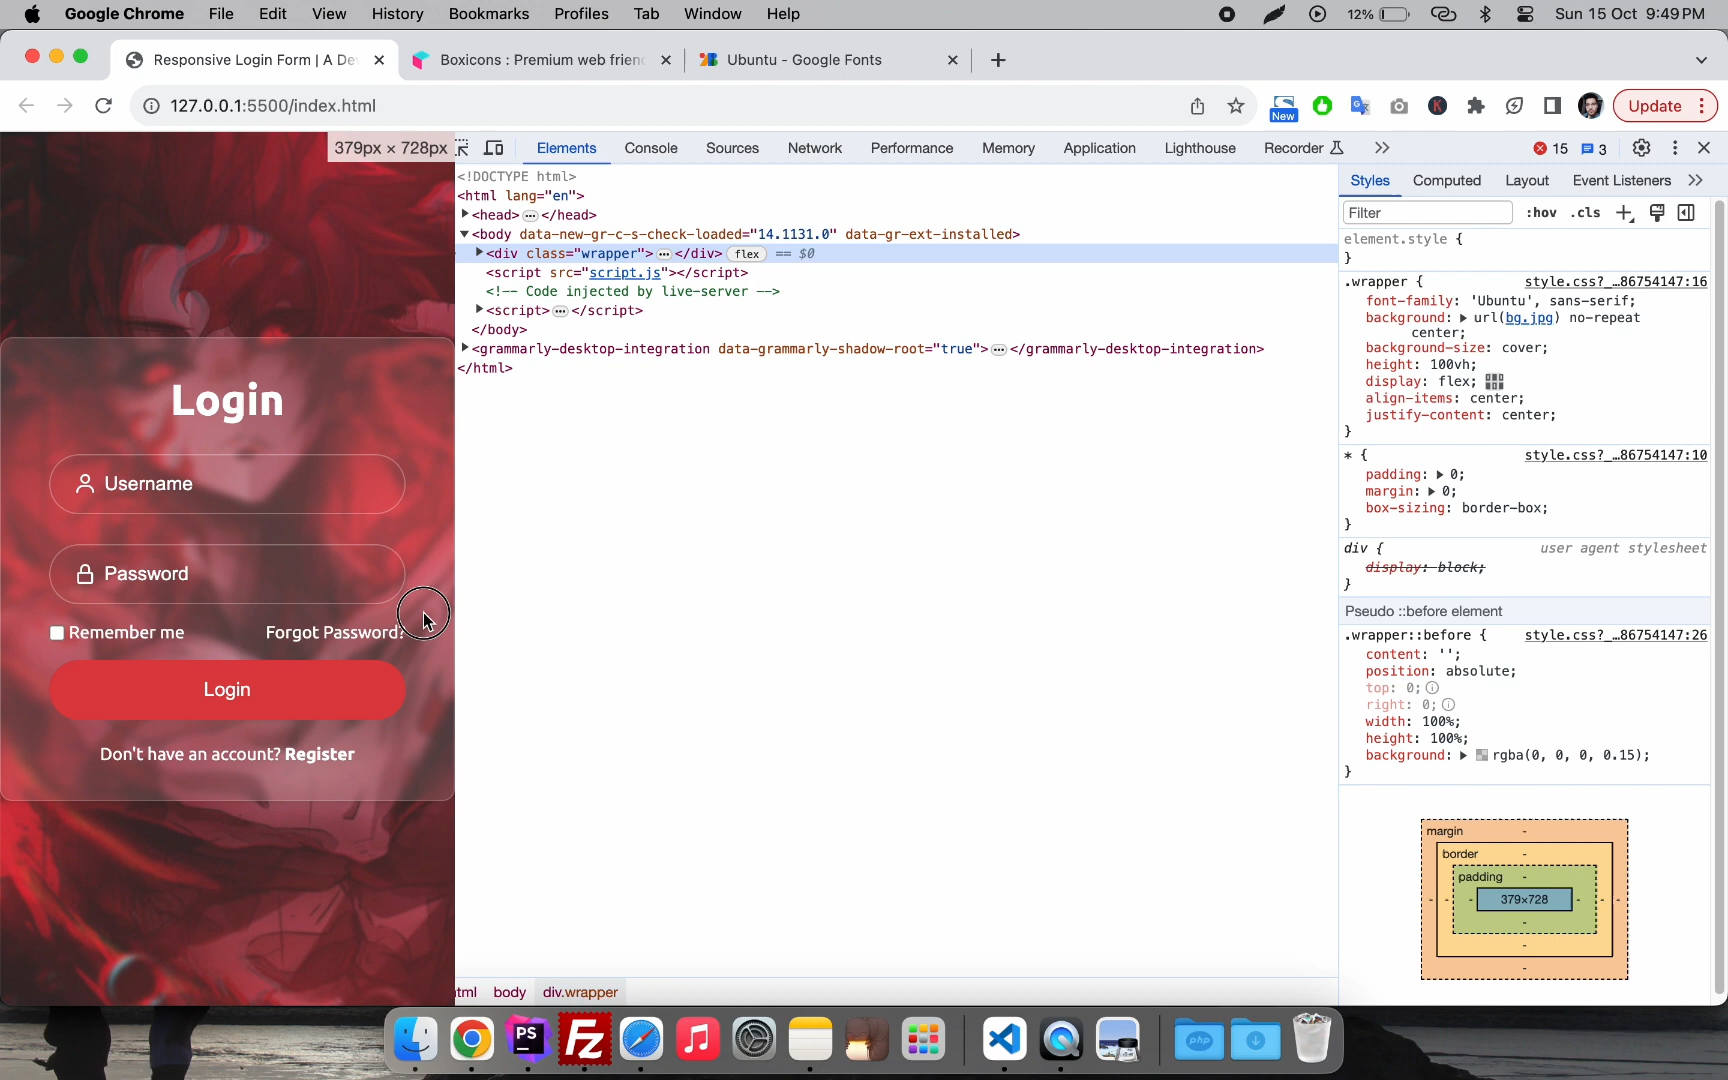 Google Chrome File Edit View History Bookmarks Profiles Tab Window Help 12% Sun 15 Oct 9:49 PM
Responsive Login Form | A De Boxicons : Premium web frien Ubuntu - Google Fonts
127.0.0.1:5500/index.html New K Update
379px × 728px Elements Console Sources Network Performance Memory Application Lighthouse Recorder 15 3
<!DOCTYPE html>
<html lang="en">
<head> … </head>
<body data-new-gr-c-s-check-loaded="14.1131.0" data-gr-ext-installed>
<div class="wrapper"> … </div> flex == $0
<script src="script.js"></script>
<!-- Code injected by live-server -->
<script> … </script>
</body>
<grammarly-desktop-integration data-grammarly-shadow-root="true"> … </grammarly-desktop-integration>
</html>
html body div.wrapper
Login
Username
Password
Remember me Forgot Password?
Login
Don't have an account? Register
Styles Computed Layout Event Listeners
Filter :hov .cls
element.style {
}
.wrapper { style.css?_…86754147:16
font-family: 'Ubuntu', sans-serif;
background: url(bg.jpg) no-repeat
center;
background-size: cover;
height: 100vh;
display: flex;
align-items: center;
justify-content: center;
}
* { style.css?_…86754147:10
padding: 0;
margin: 0;
box-sizing: border-box;
}
div { user agent stylesheet
display: block;
}
Pseudo ::before element
.wrapper::before { style.css?_…86754147:26
content: '';
position: absolute;
top: 0;
right: 0;
width: 100%;
height: 100%;
background: rgba(0, 0, 0, 0.15);
}
margin -
border -
padding -
- - - 379×728 - - -
-
-
-
PS
FZ
php